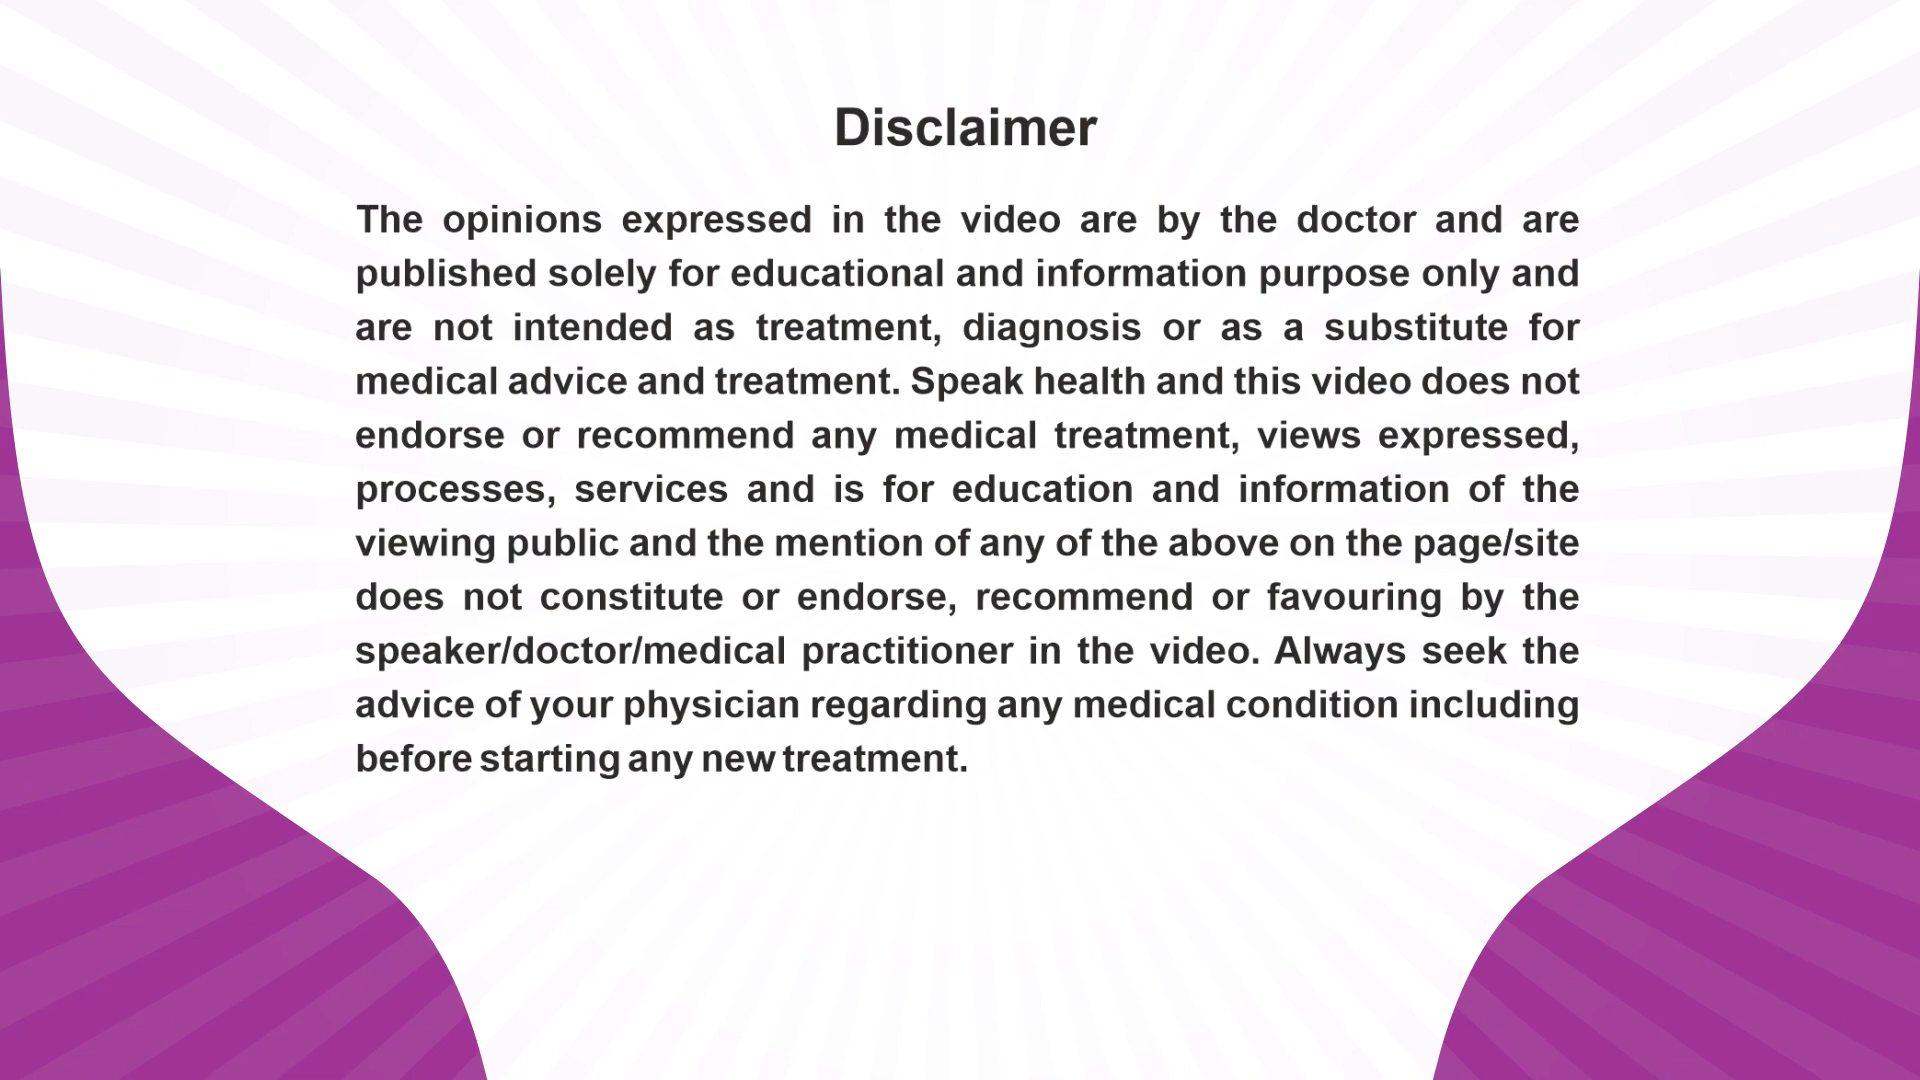 Disclaimer
The opinions expressed in the video are by the doctor and are
published solely for educational and information purpose only and
are not intended as treatment, diagnosis or as a substitute for
medical advice and treatment. Speak health and this video does not
endorse or recommend any medical treatment, views expressed,
processes, services and is for education and information of the
viewing public and the mention of any of the above on the page/site
does not constitute or endorse, recommend or favouring by the
speaker/doctor/medical practitioner in the video. Always seek the
advice of your physician regarding any medical condition including
before starting any new treatment.